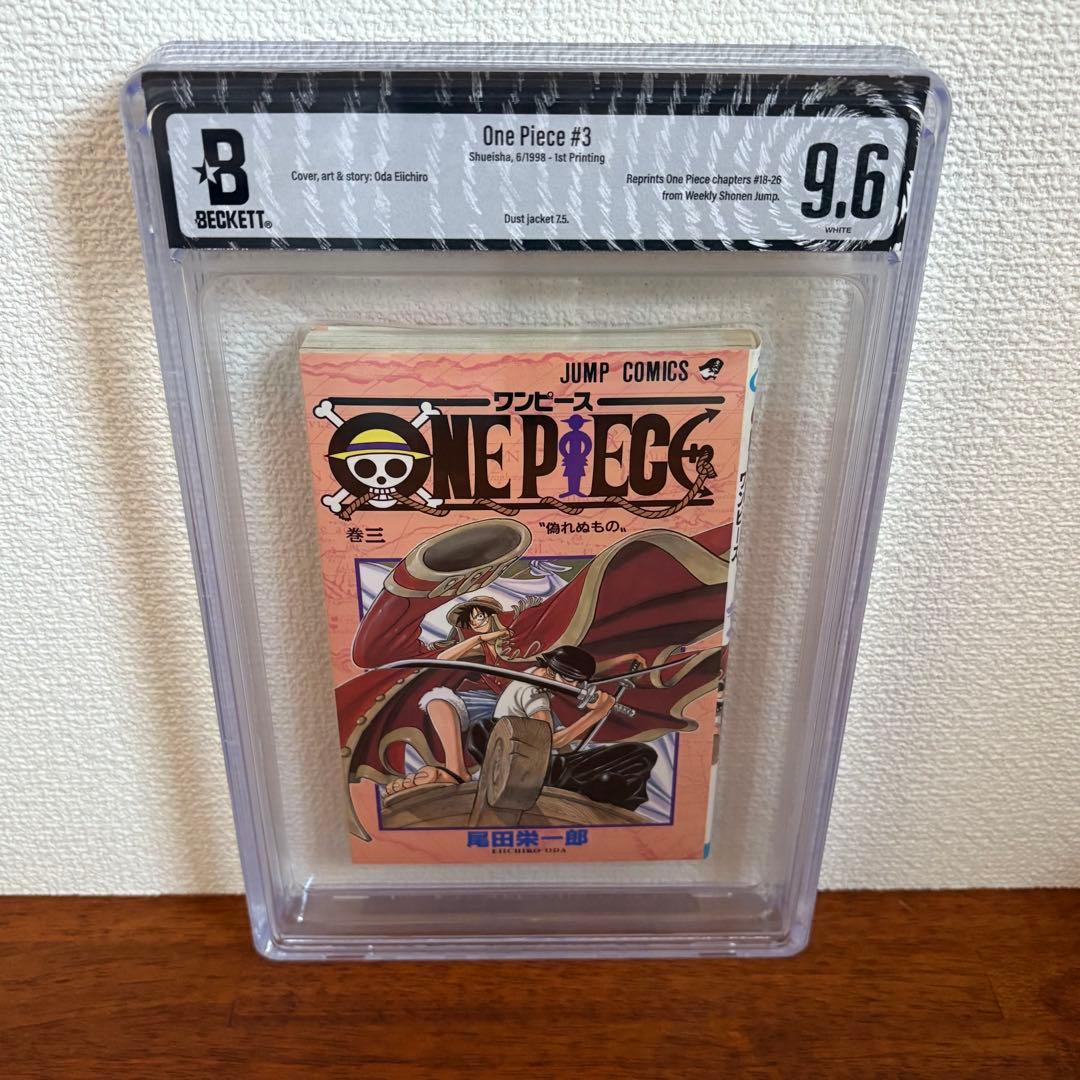 One Piece #3
Shueisha, 6/1998 - 1st Printing
Cover, art & story: Oda Eiichiro
Reprints One Piece chapters #18-26
from Weekly Shonen Jump.
Dust jacket 7.5.
B
BECKETT®
9.6
WHITE
JUMP COMICS
ワンピース
ONE PIECE
巻三
〝偽れぬもの〟
尾田栄一郎
EIICHIRO ODA